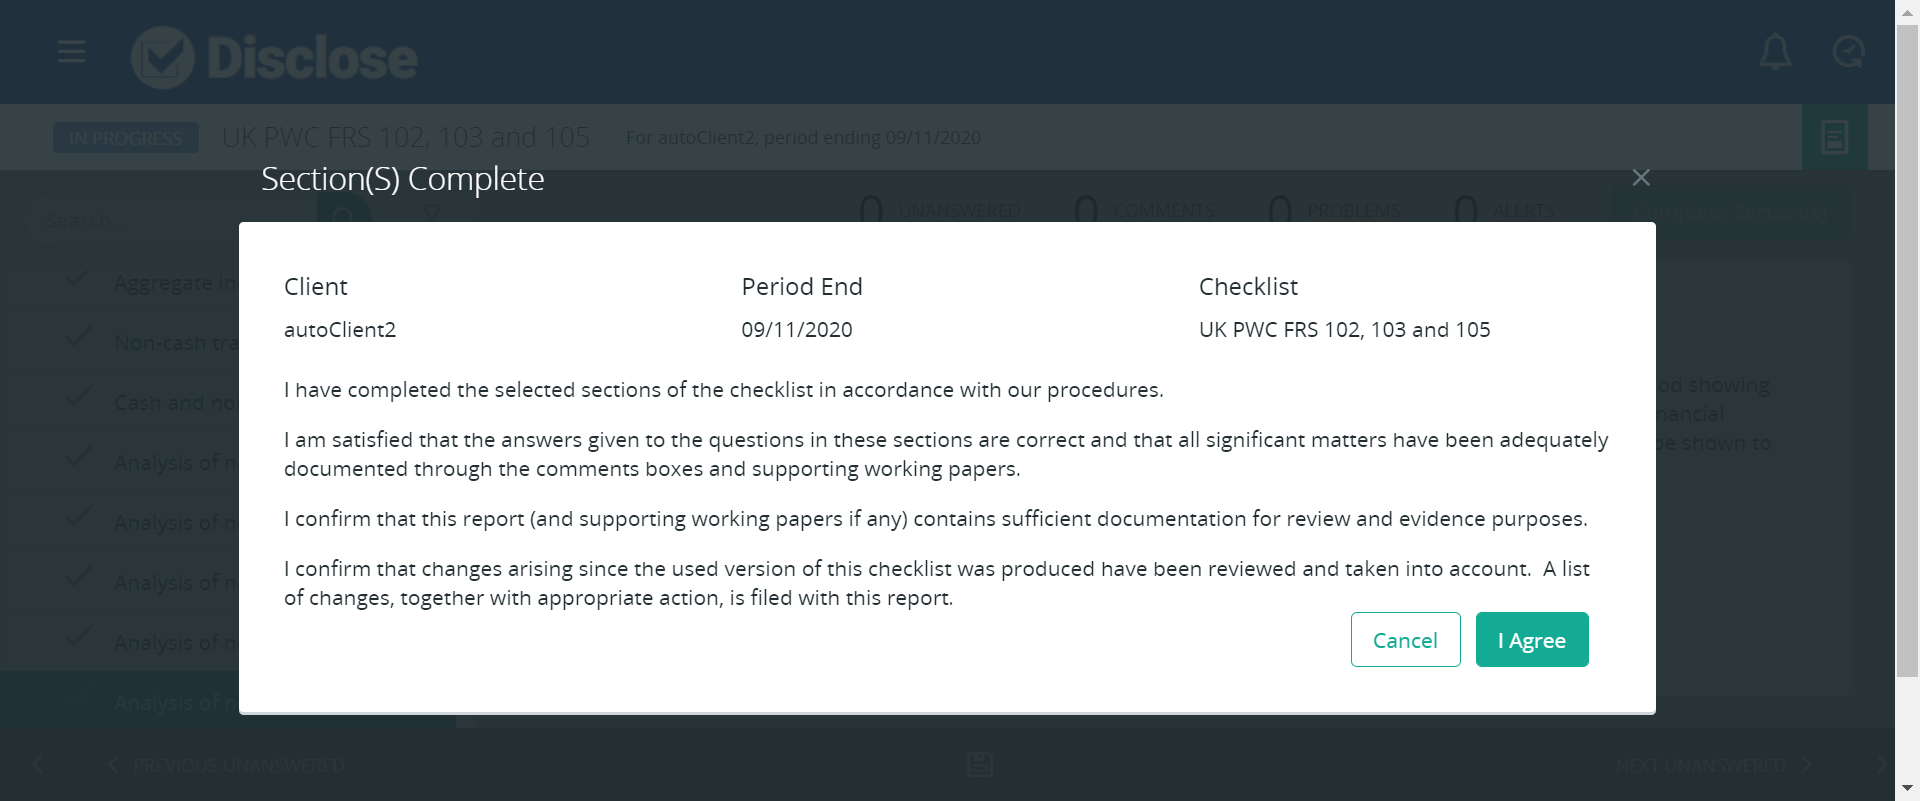 Disclose
IN PROGRESS UK PWC FRS 102, 103 and 105 For autoClient2, period ending 09/11/2020
Section(S) Complete
Search... 0 UNANSWERED 0 COMMENTS 0 PROBLEMS 0 ALERTS Complete Section(s)
Client Period End Checklist
autoClient2 09/11/2020 UK PWC FRS 102, 103 and 105
I have completed the selected sections of the checklist in accordance with our procedures.
I am satisfied that the answers given to the questions in these sections are correct and that all significant matters have been adequately
documented through the comments boxes and supporting working papers.
I confirm that this report (and supporting working papers if any) contains sufficient documentation for review and evidence purposes.
I confirm that changes arising since the used version of this checklist was produced have been reviewed and taken into account. A list
of changes, together with appropriate action, is filed with this report.
Cancel I Agree
Aggregate in
Non-cash tra
Cash and no
Analysis of n
Analysis of n
Analysis of n
Analysis of n
Analysis of n
od showing
nancial
be shown to
PREVIOUS UNANSWERED NEXT UNANSWERED